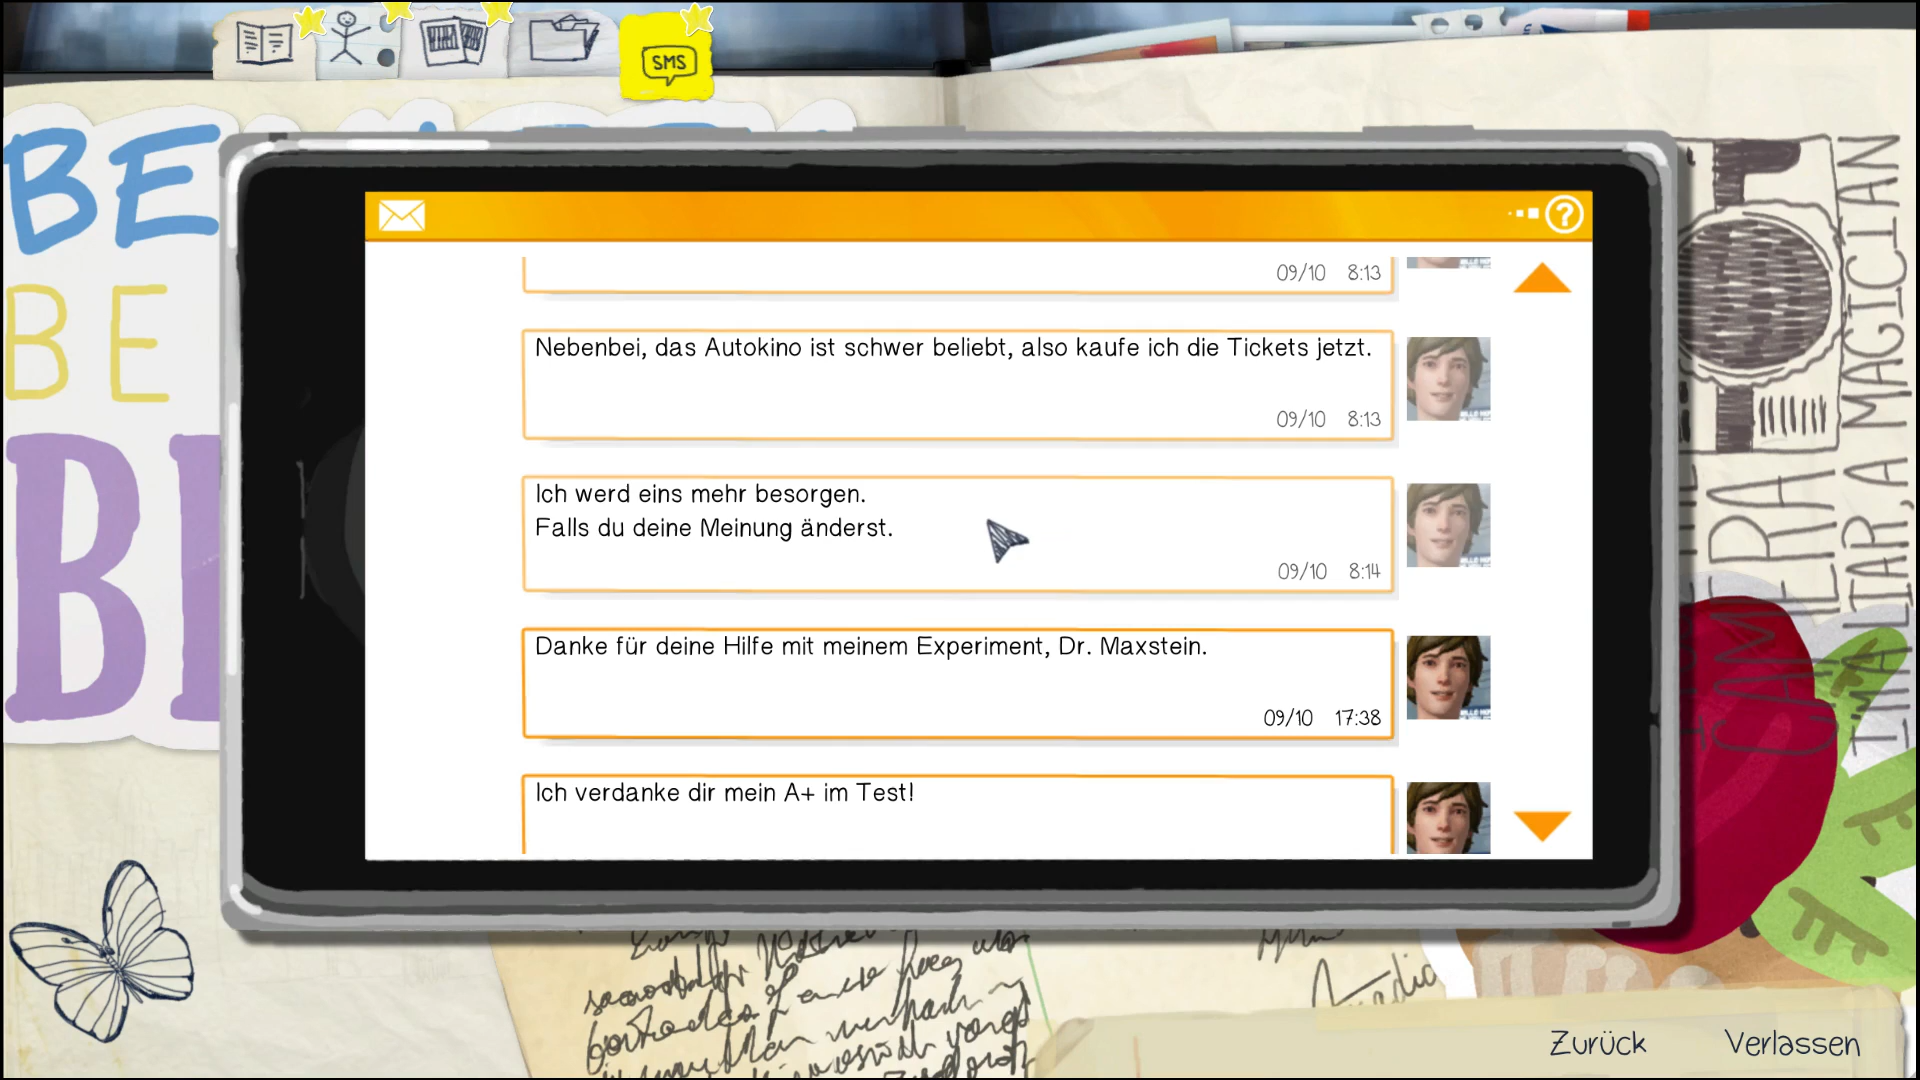 SMS
BE
BE
09/10 8:13
Nebenbei, das Autokino ist schwer beliebt, also kaufe ich die Tickets jetzt.
09/10 8:13
Ich werd eins mehr besorgen.
Falls du deine Meinung änderst.
09/10 8:14
Danke für deine Hilfe mit meinem Experiment, Dr. Maxstein.
09/10 17:38
Ich verdanke dir mein A+ im Test!
CAMERA
I'M A LIAR, A MAGICIAN
Zurück
Verlassen